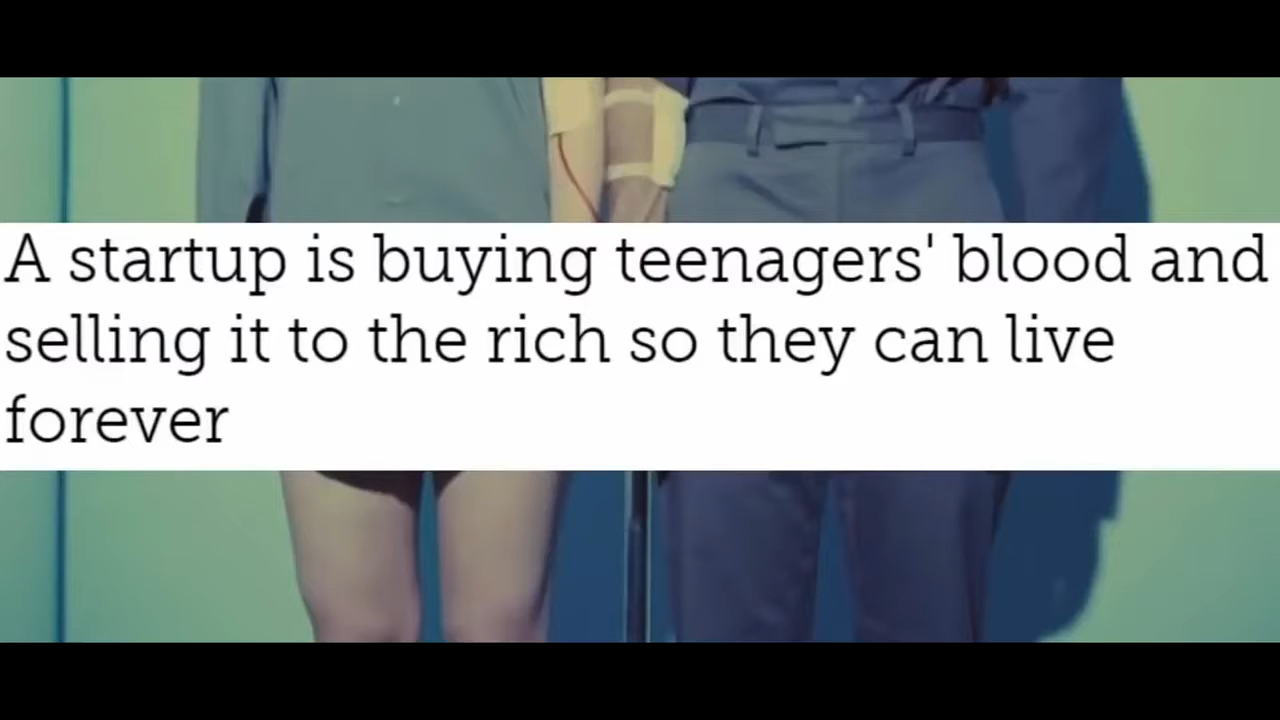 A startup is buying teenagers' blood and
selling it to the rich so they can live
forever